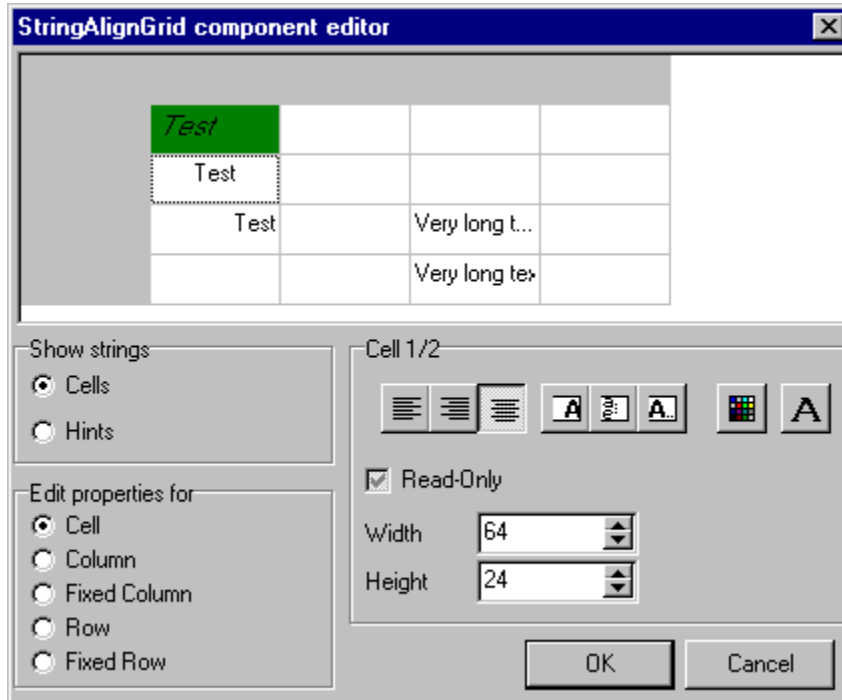 StringAlignGrid component editor
Test
Test
Test Very long t...
Very long tex
Show strings
Cells
Hints
Edit properties for
Cell
Column
Fixed Column
Row
Fixed Row
Cell 1/2
A A.. A
Read-Only
Width 64
Height 24
OK Cancel